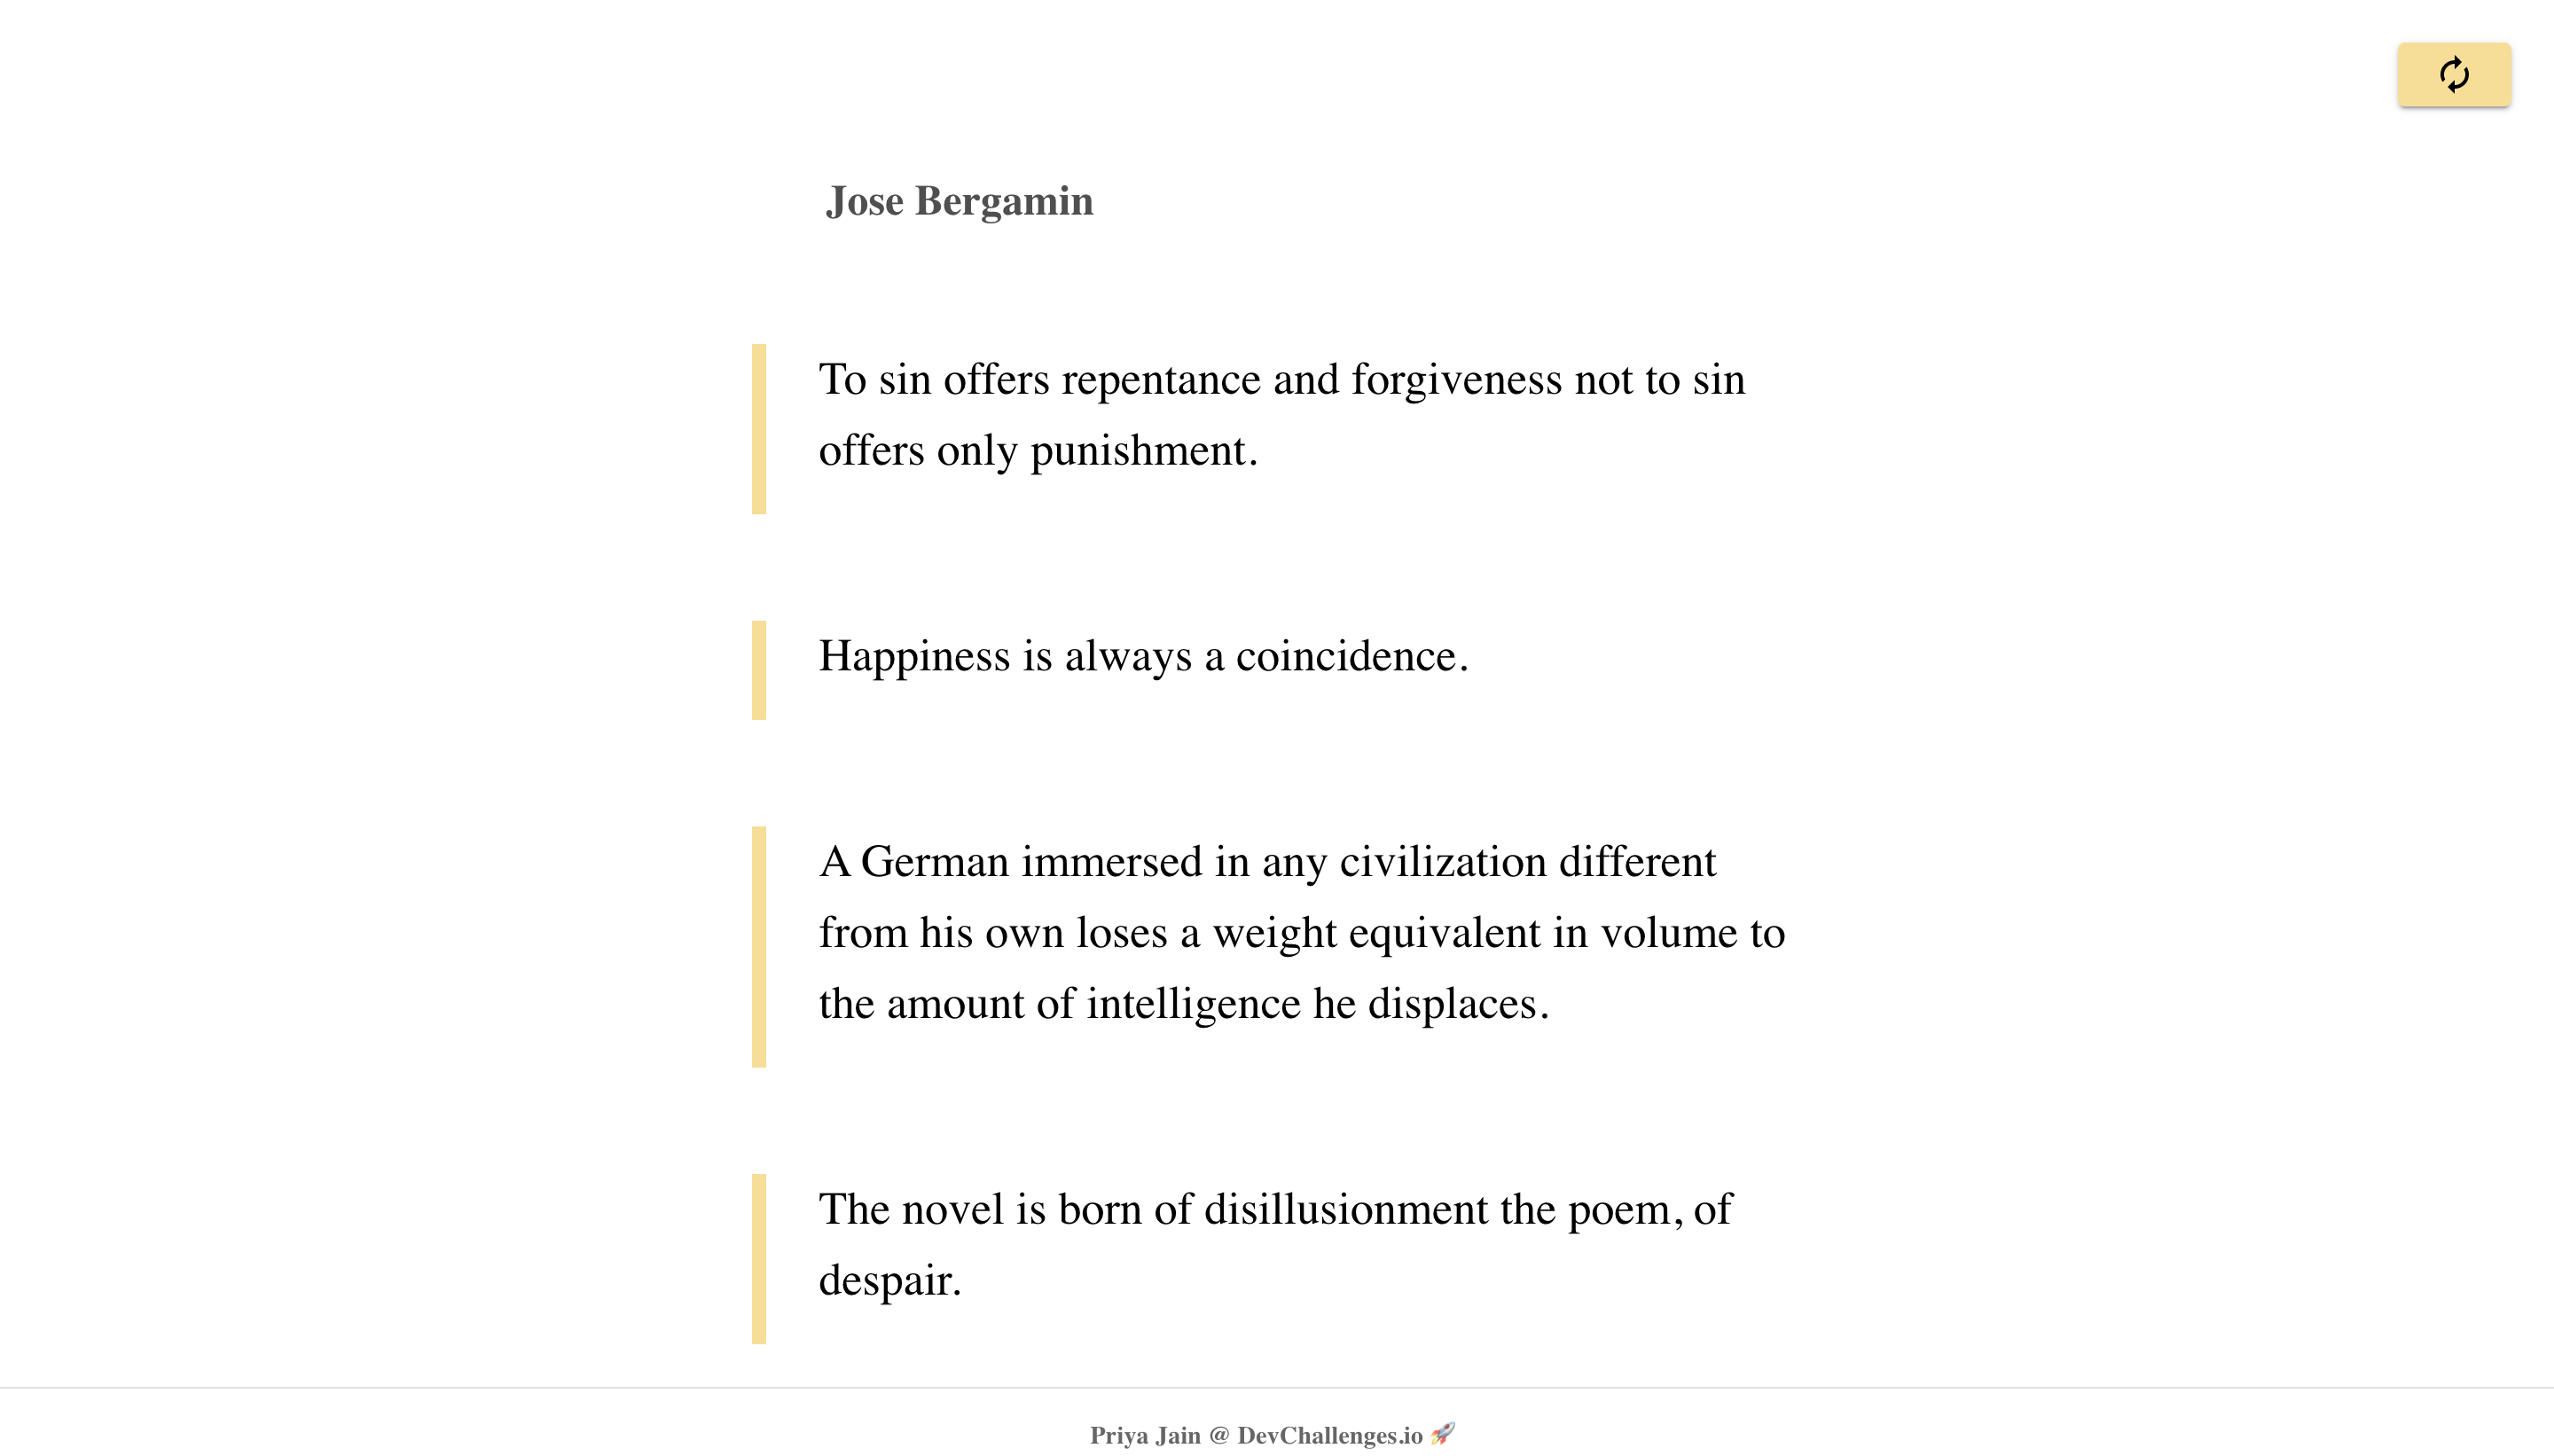 Jose Bergamin
To sin offers repentance and forgiveness not to sin
offers only punishment.
Happiness is always a coincidence.
A German immersed in any civilization different
from his own loses a weight equivalent in volume to
the amount of intelligence he displaces.
The novel is born of disillusionment the poem, of
despair.
Priya Jain @ DevChallenges.io 🚀